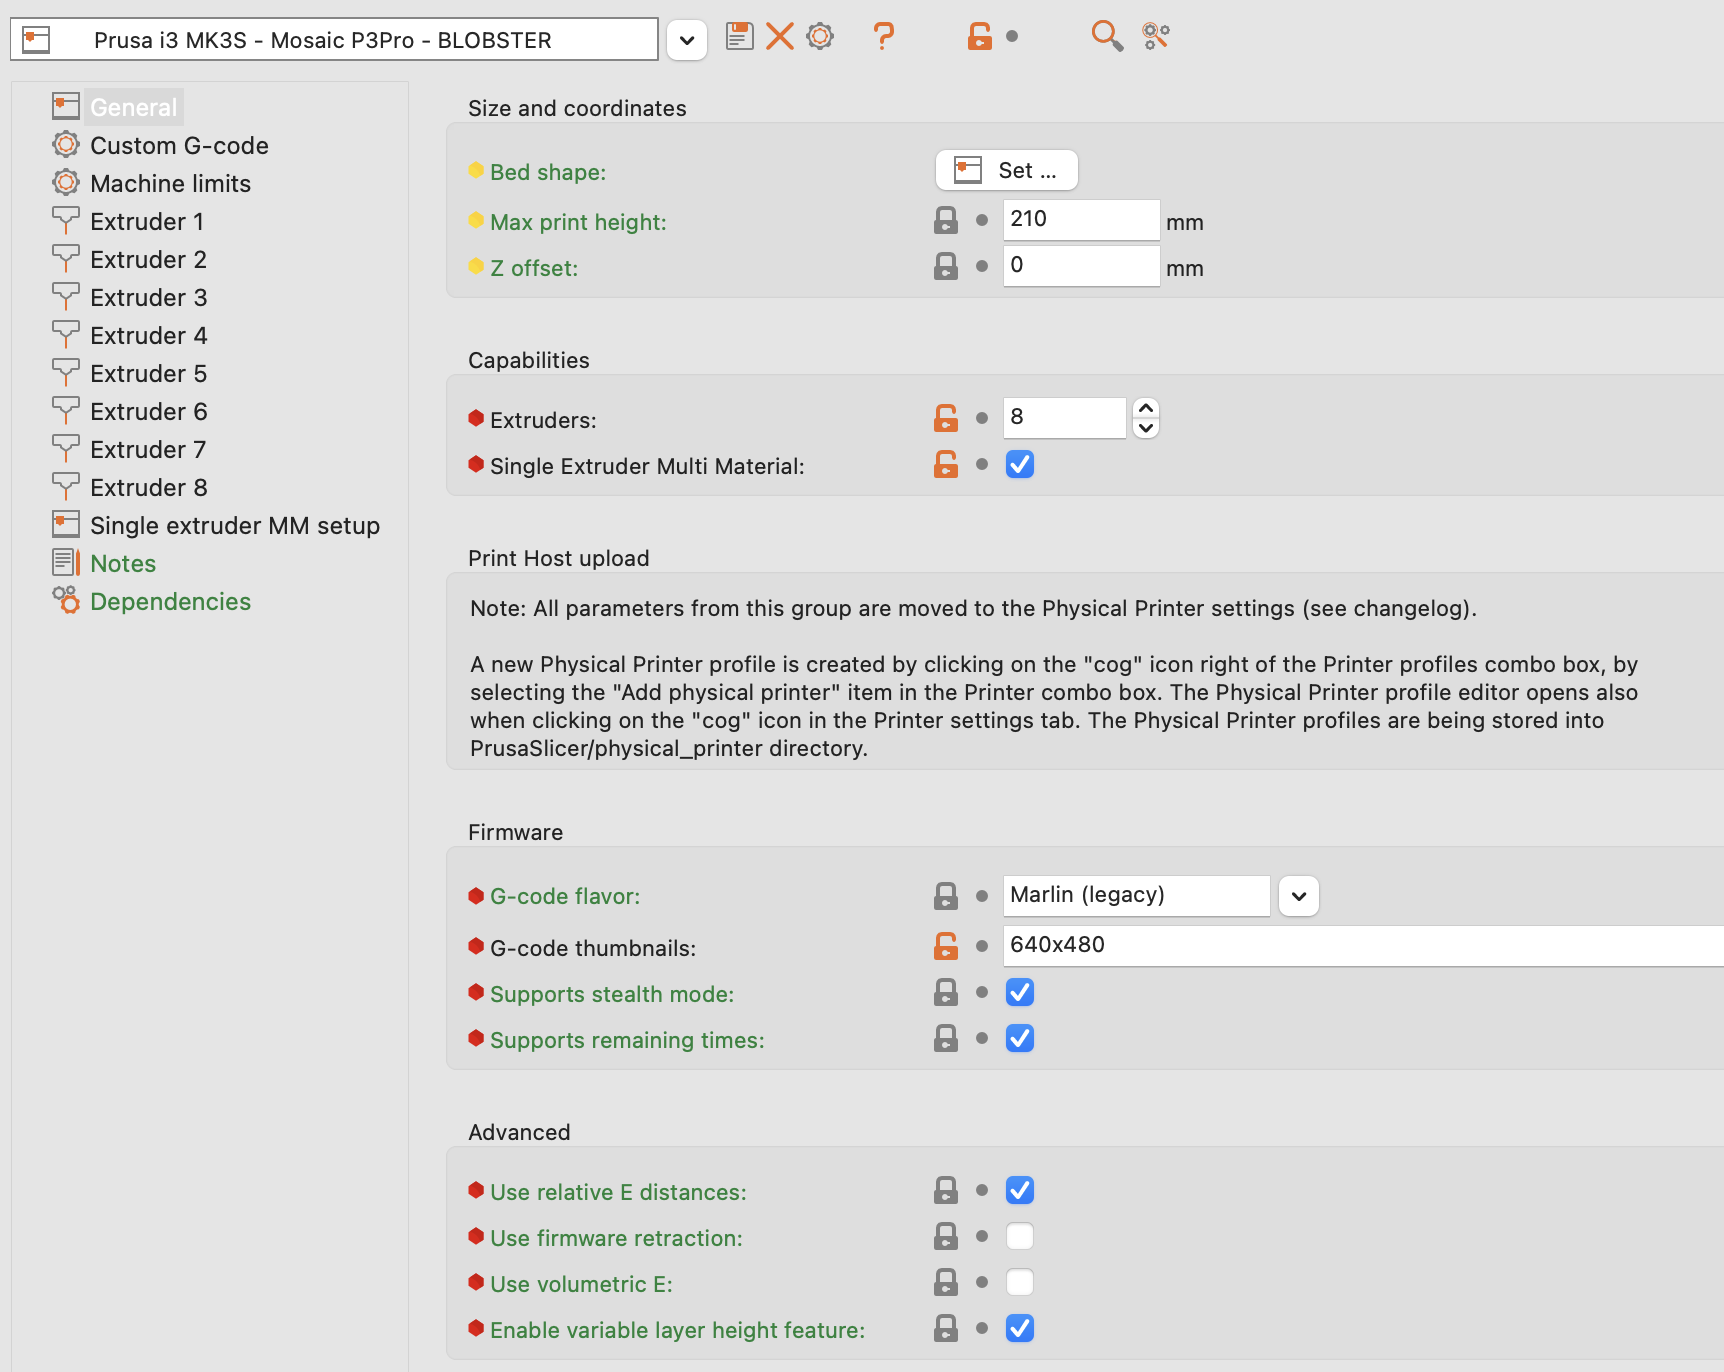 Prusa i3 MK3S - Mosaic P3Pro - BLOBSTER
General
Custom G-code
Machine limits
Extruder 1
Extruder 2
Extruder 3
Extruder 4
Extruder 5
Extruder 6
Extruder 7
Extruder 8
Single extruder MM setup
Notes
Dependencies
Size and coordinates
Bed shape: Set ...
Max print height: 210 mm
Z offset: 0 mm
Capabilities
Extruders: 8
Single Extruder Multi Material:
Print Host upload
Note: All parameters from this group are moved to the Physical Printer settings (see changelog).
A new Physical Printer profile is created by clicking on the "cog" icon right of the Printer profiles combo box, by
selecting the "Add physical printer" item in the Printer combo box. The Physical Printer profile editor opens also
when clicking on the "cog" icon in the Printer settings tab. The Physical Printer profiles are being stored into
PrusaSlicer/physical_printer directory.
Firmware
G-code flavor: Marlin (legacy)
G-code thumbnails: 640x480
Supports stealth mode:
Supports remaining times:
Advanced
Use relative E distances:
Use firmware retraction:
Use volumetric E:
Enable variable layer height feature: